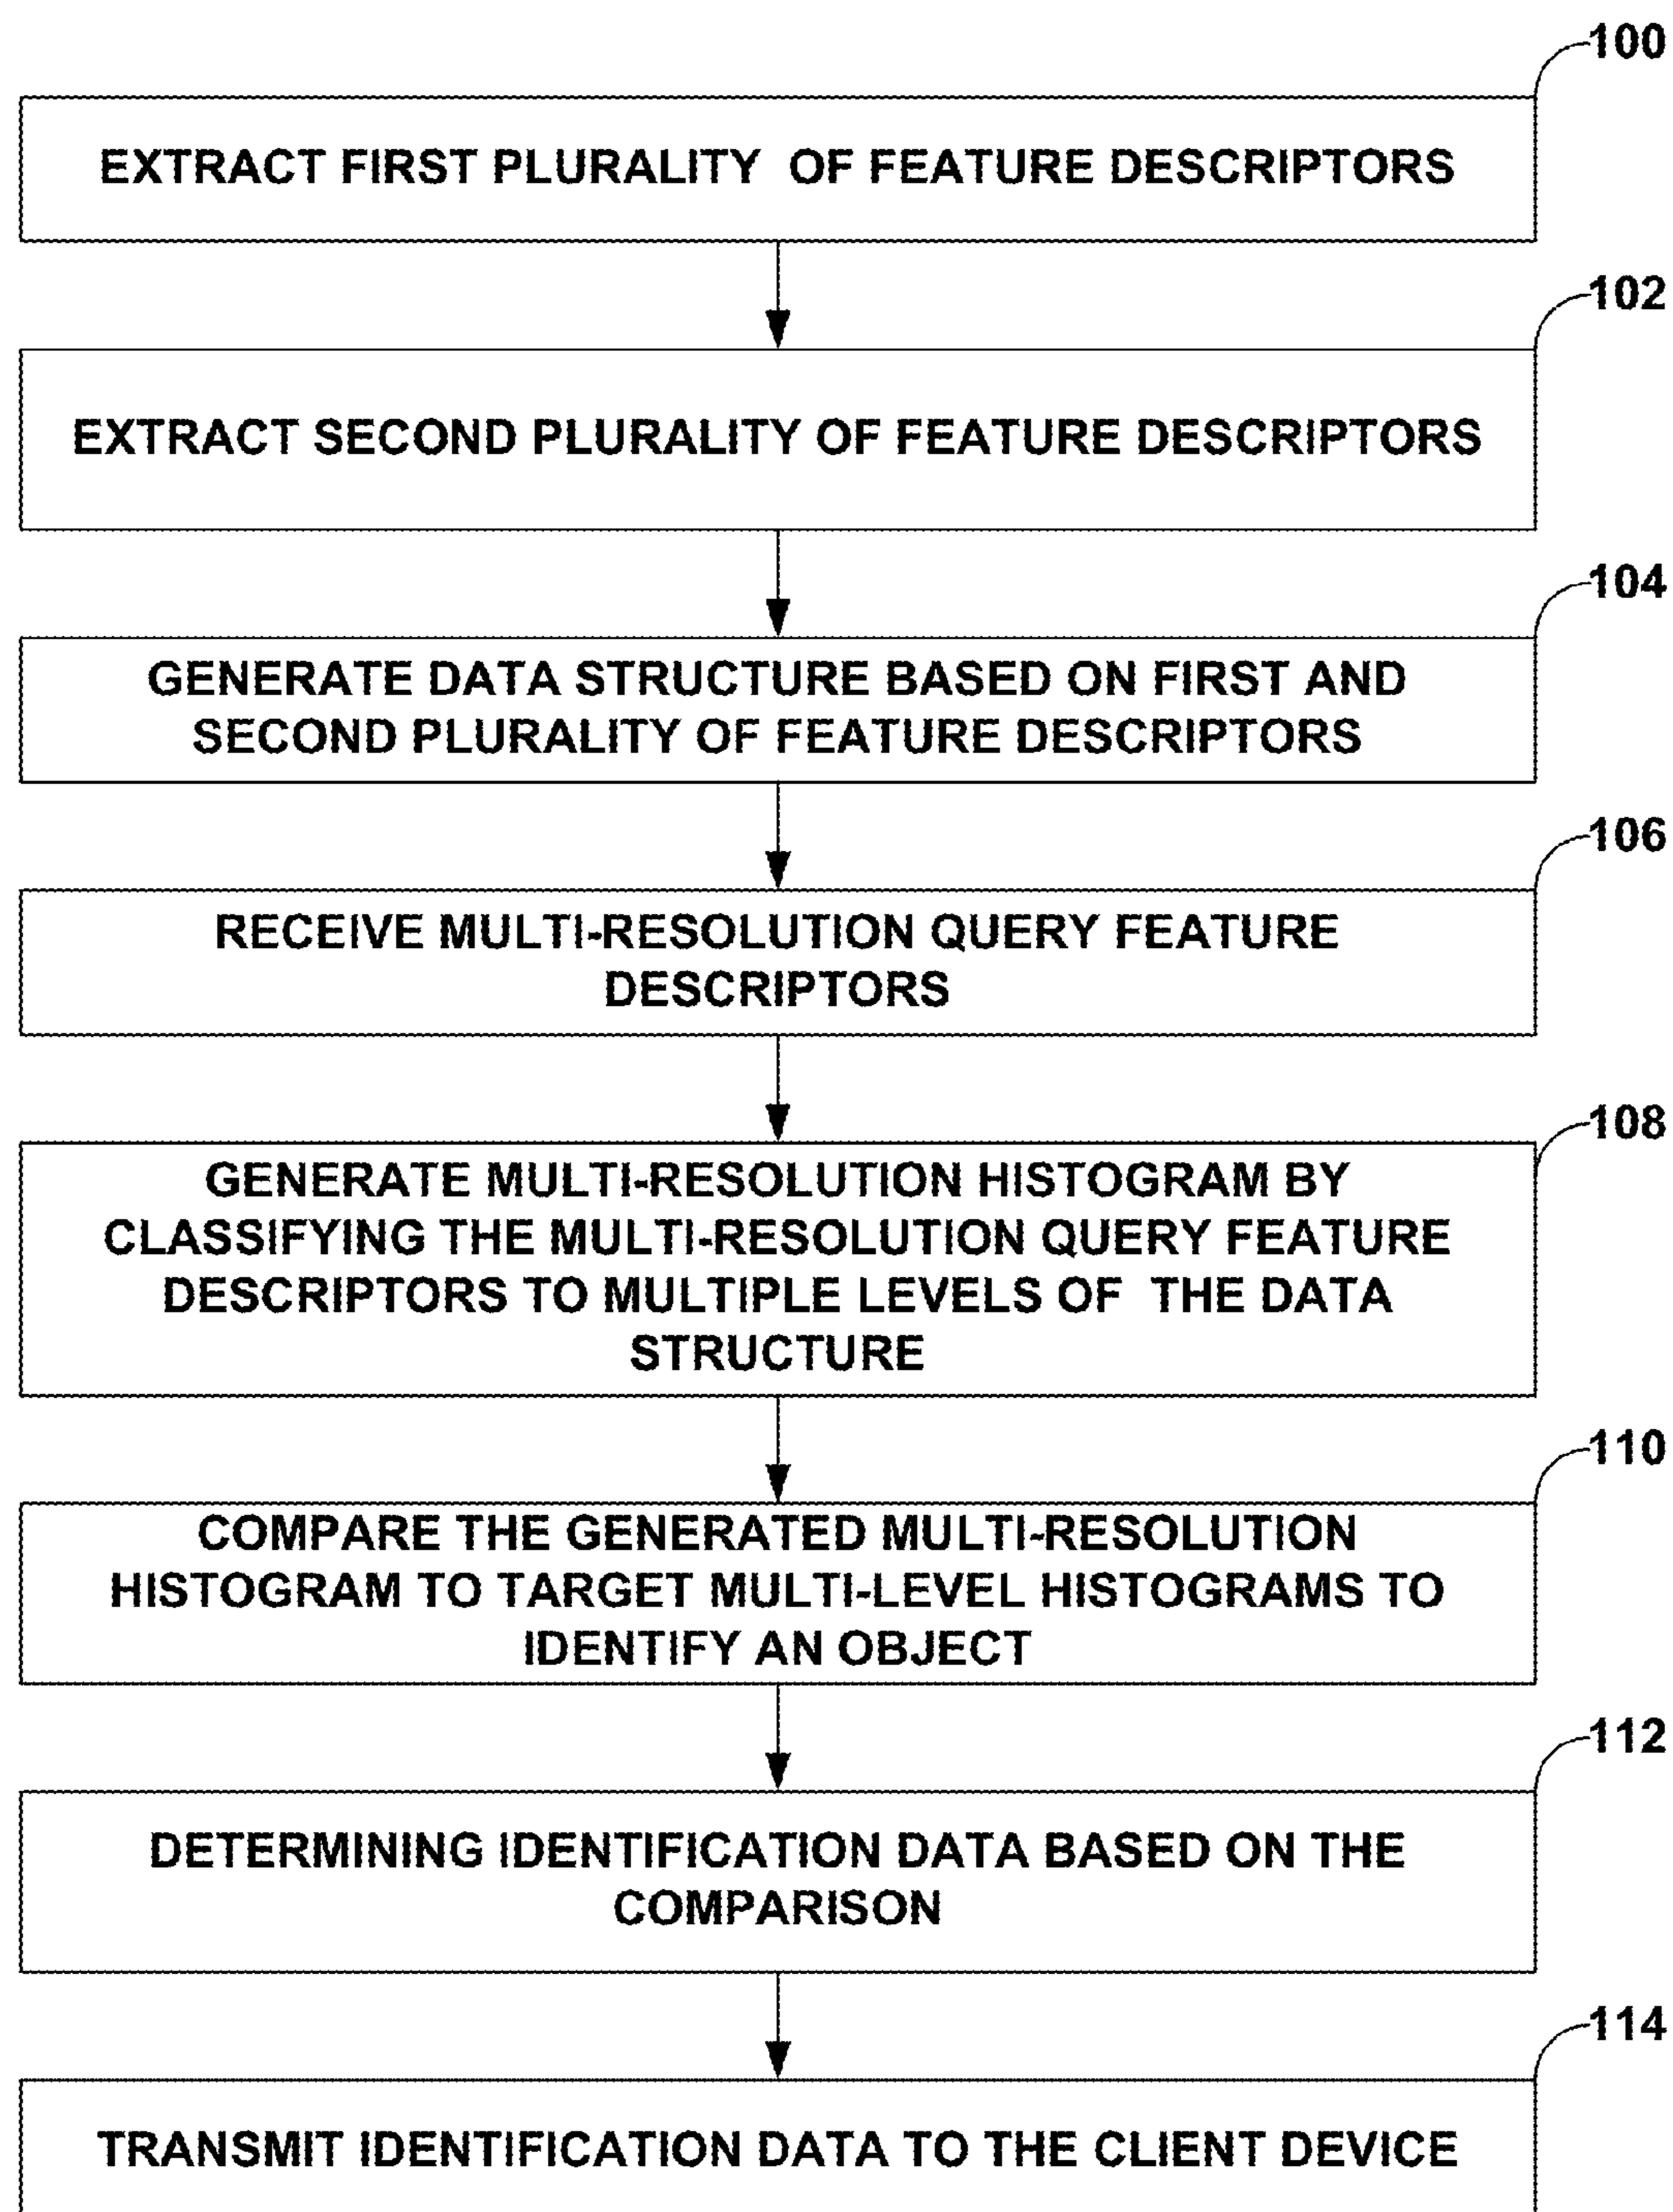 100
EXTRACT FIRST PLURALITY OF FEATURE DESCRIPTORS
102
EXTRACT SECOND PLURALITY OF FEATURE DESCRIPTORS
104
GENERATE DATA STRUCTURE BASED ON FIRST AND
SECOND PLURALITY OF FEATURE DESCRIPTORS
106
RECEIVE MULTI-RESOLUTION QUERY FEATURE
DESCRIPTORS
108
GENERATE MULTI-RESOLUTION HISTOGRAM BY
CLASSIFYING THE MULTI-RESOLUTION QUERY FEATURE
DESCRIPTORS TO MULTIPLE LEVELS OF THE DATA
STRUCTURE
110
COMPARE THE GENERATED MULTI-RESOLUTION
HISTOGRAM TO TARGET MULTI-LEVEL HISTOGRAMS TO
IDENTIFY AN OBJECT
112
DETERMINING IDENTIFICATION DATA BASED ON THE
COMPARISON
114
TRANSMIT IDENTIFICATION DATA TO THE CLIENT DEVICE